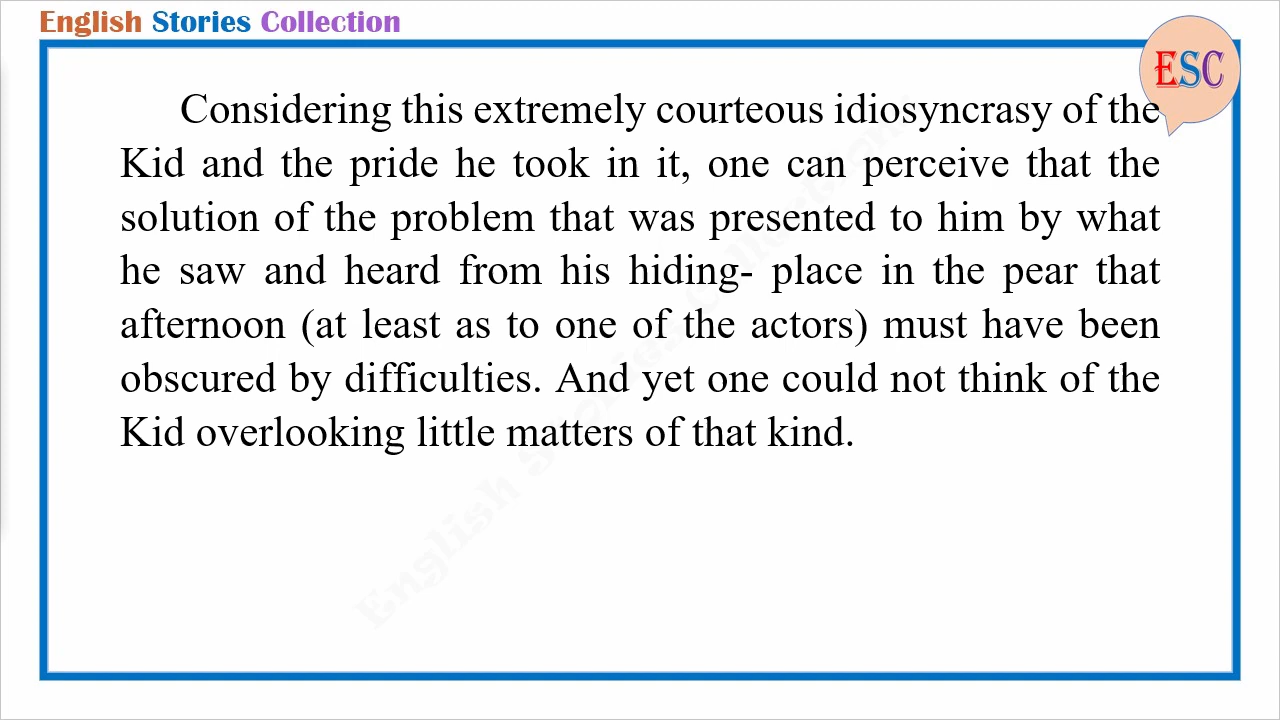 English Stories Collection
ESC
Considering this extremely courteous idiosyncrasy of the
Kid and the pride he took in it, one can perceive that the
solution of the problem that was presented to him by what
he saw and heard from his hiding- place in the pear that
afternoon (at least as to one of the actors) must have been
obscured by difficulties. And yet one could not think of the
Kid overlooking little matters of that kind.
English Stories Collection